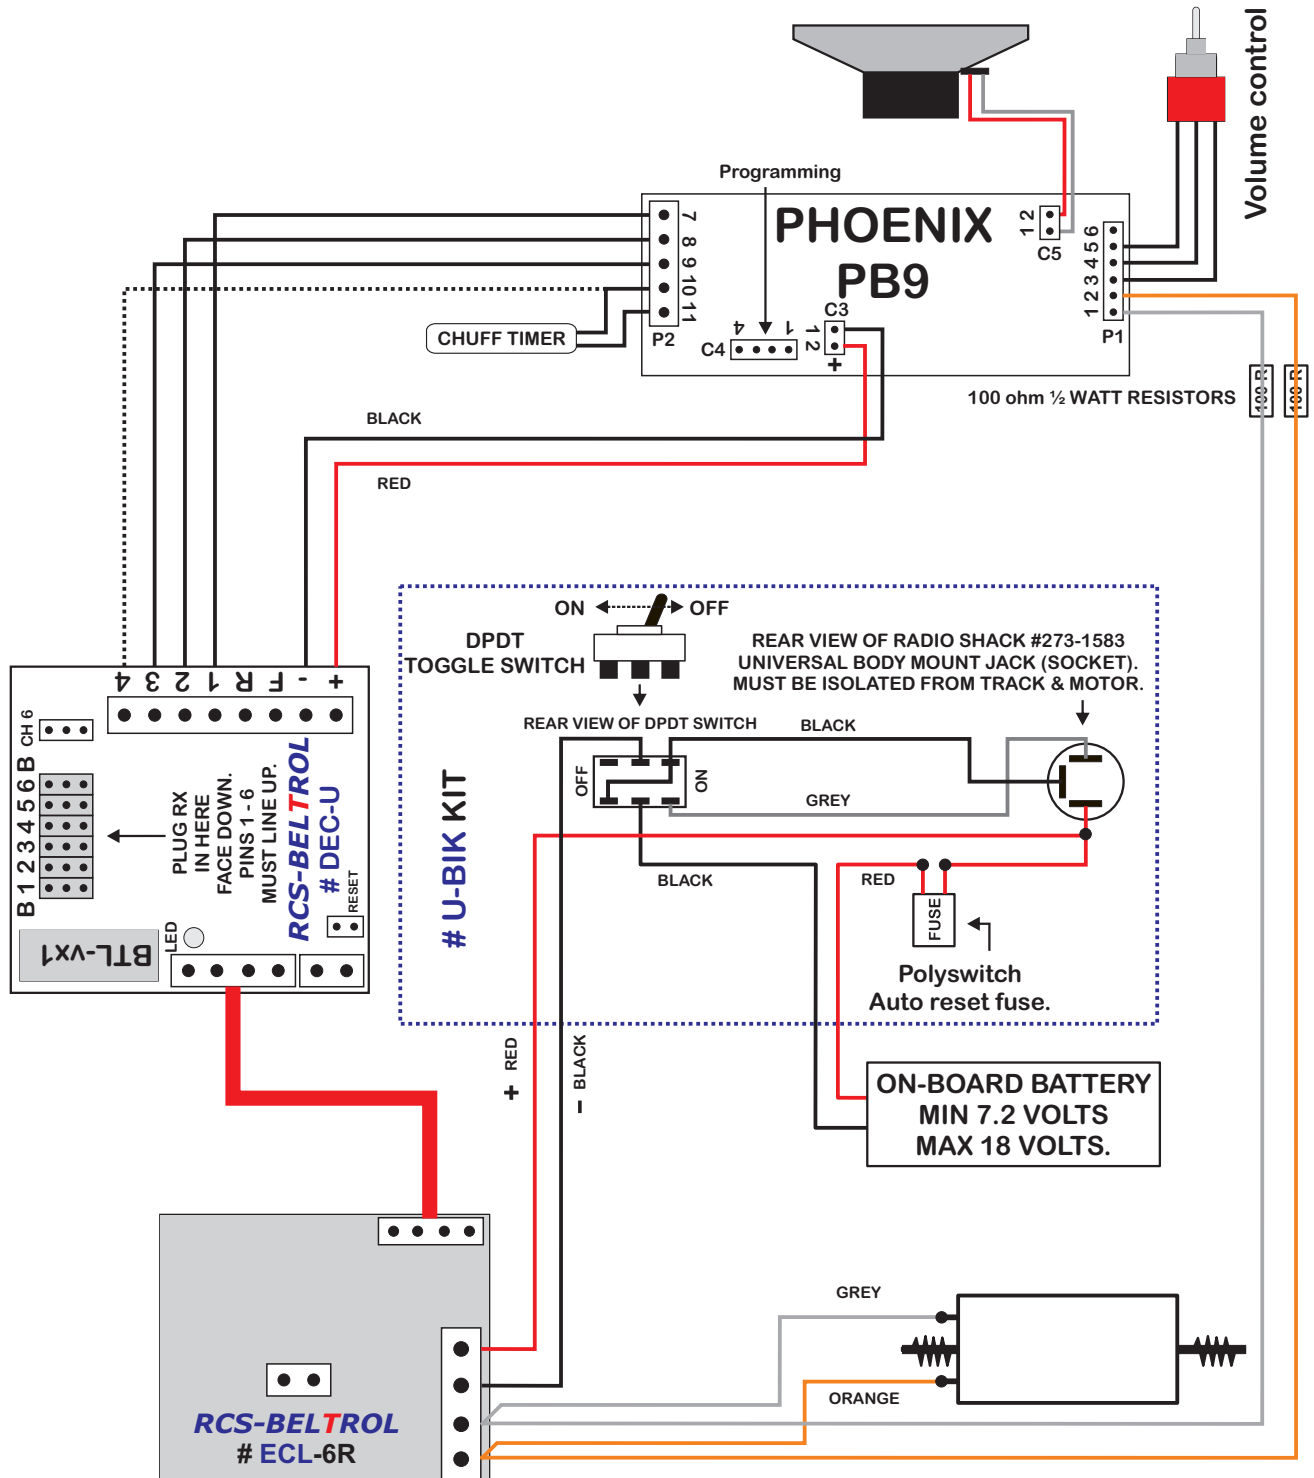 Volume control
Programming
PHOENIX
PB9
7
8
9
10
11
P2
1 2
C5
1 2 3 4 5 6
P1
C3
1 2
+
C4
4 1
CHUFF TIMER
100 ohm ½ WATT RESISTORS
100 R
100 R
BLACK
RED
ON
OFF
DPDT
TOGGLE SWITCH
REAR VIEW OF RADIO SHACK #273-1583
UNIVERSAL BODY MOUNT JACK (SOCKET).
MUST BE ISOLATED FROM TRACK & MOTOR.
REAR VIEW OF DPDT SWITCH
BLACK
OFF
ON
GREY
# U-BIK KIT
BLACK
RED
FUSE
Polyswitch
Auto reset fuse.
4 3 2 1 R F - +
CH 6
B 1 2 3 4 5 6 B
PLUG RX
IN HERE
FACE DOWN.
PINS 1 - 6
MUST LINE UP.
RCS-BELTROL
# DEC-U
RESET
LED
BTL-vx1
+ RED
- BLACK
ON-BOARD BATTERY
MIN 7.2 VOLTS
MAX 18 VOLTS.
GREY
ORANGE
RCS-BELTROL
# ECL-6R